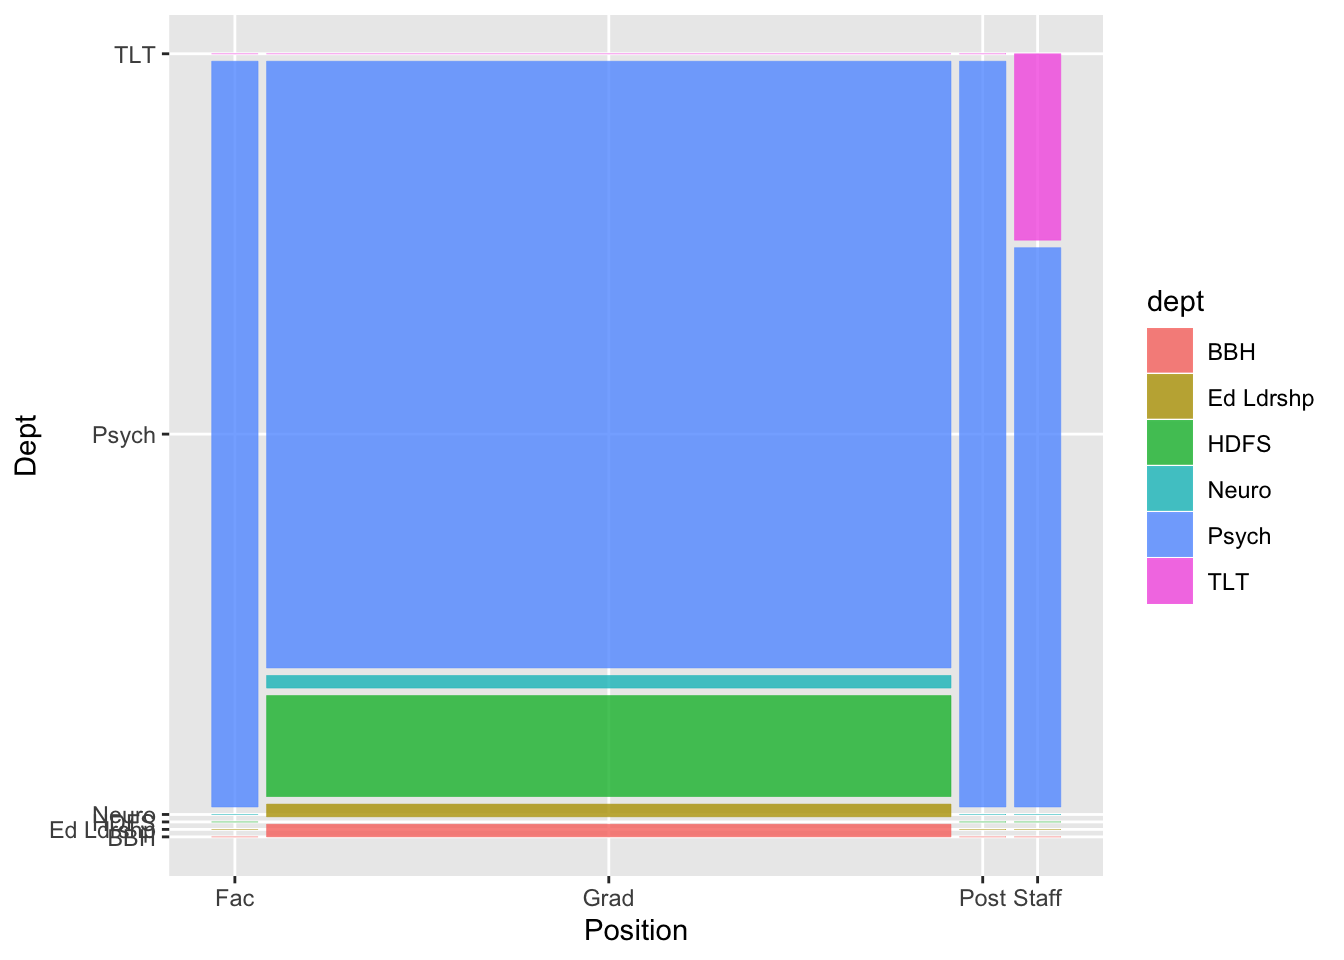 TLT
Psych
Neuro
HDFS
Ed Ldrshp
BBH
Dept
Fac
Grad
Post
Staff
Position
dept
BBH
Ed Ldrshp
HDFS
Neuro
Psych
TLT